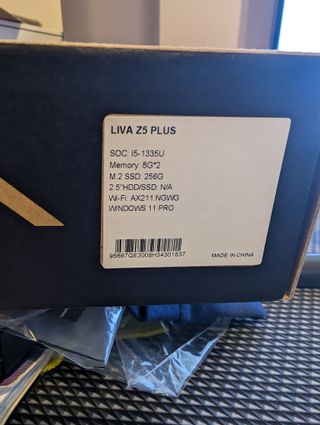 LIVA Z5 PLUS
SOC: I5-1335U
Memory: 8G*2
M.2 SSD: 256G
2.5"HDD/SSD: N/A
Wi-Fi: AX211.NGWG
WINDOWS 11 PRO
95667QE3008H34301837
MADE IN CHINA